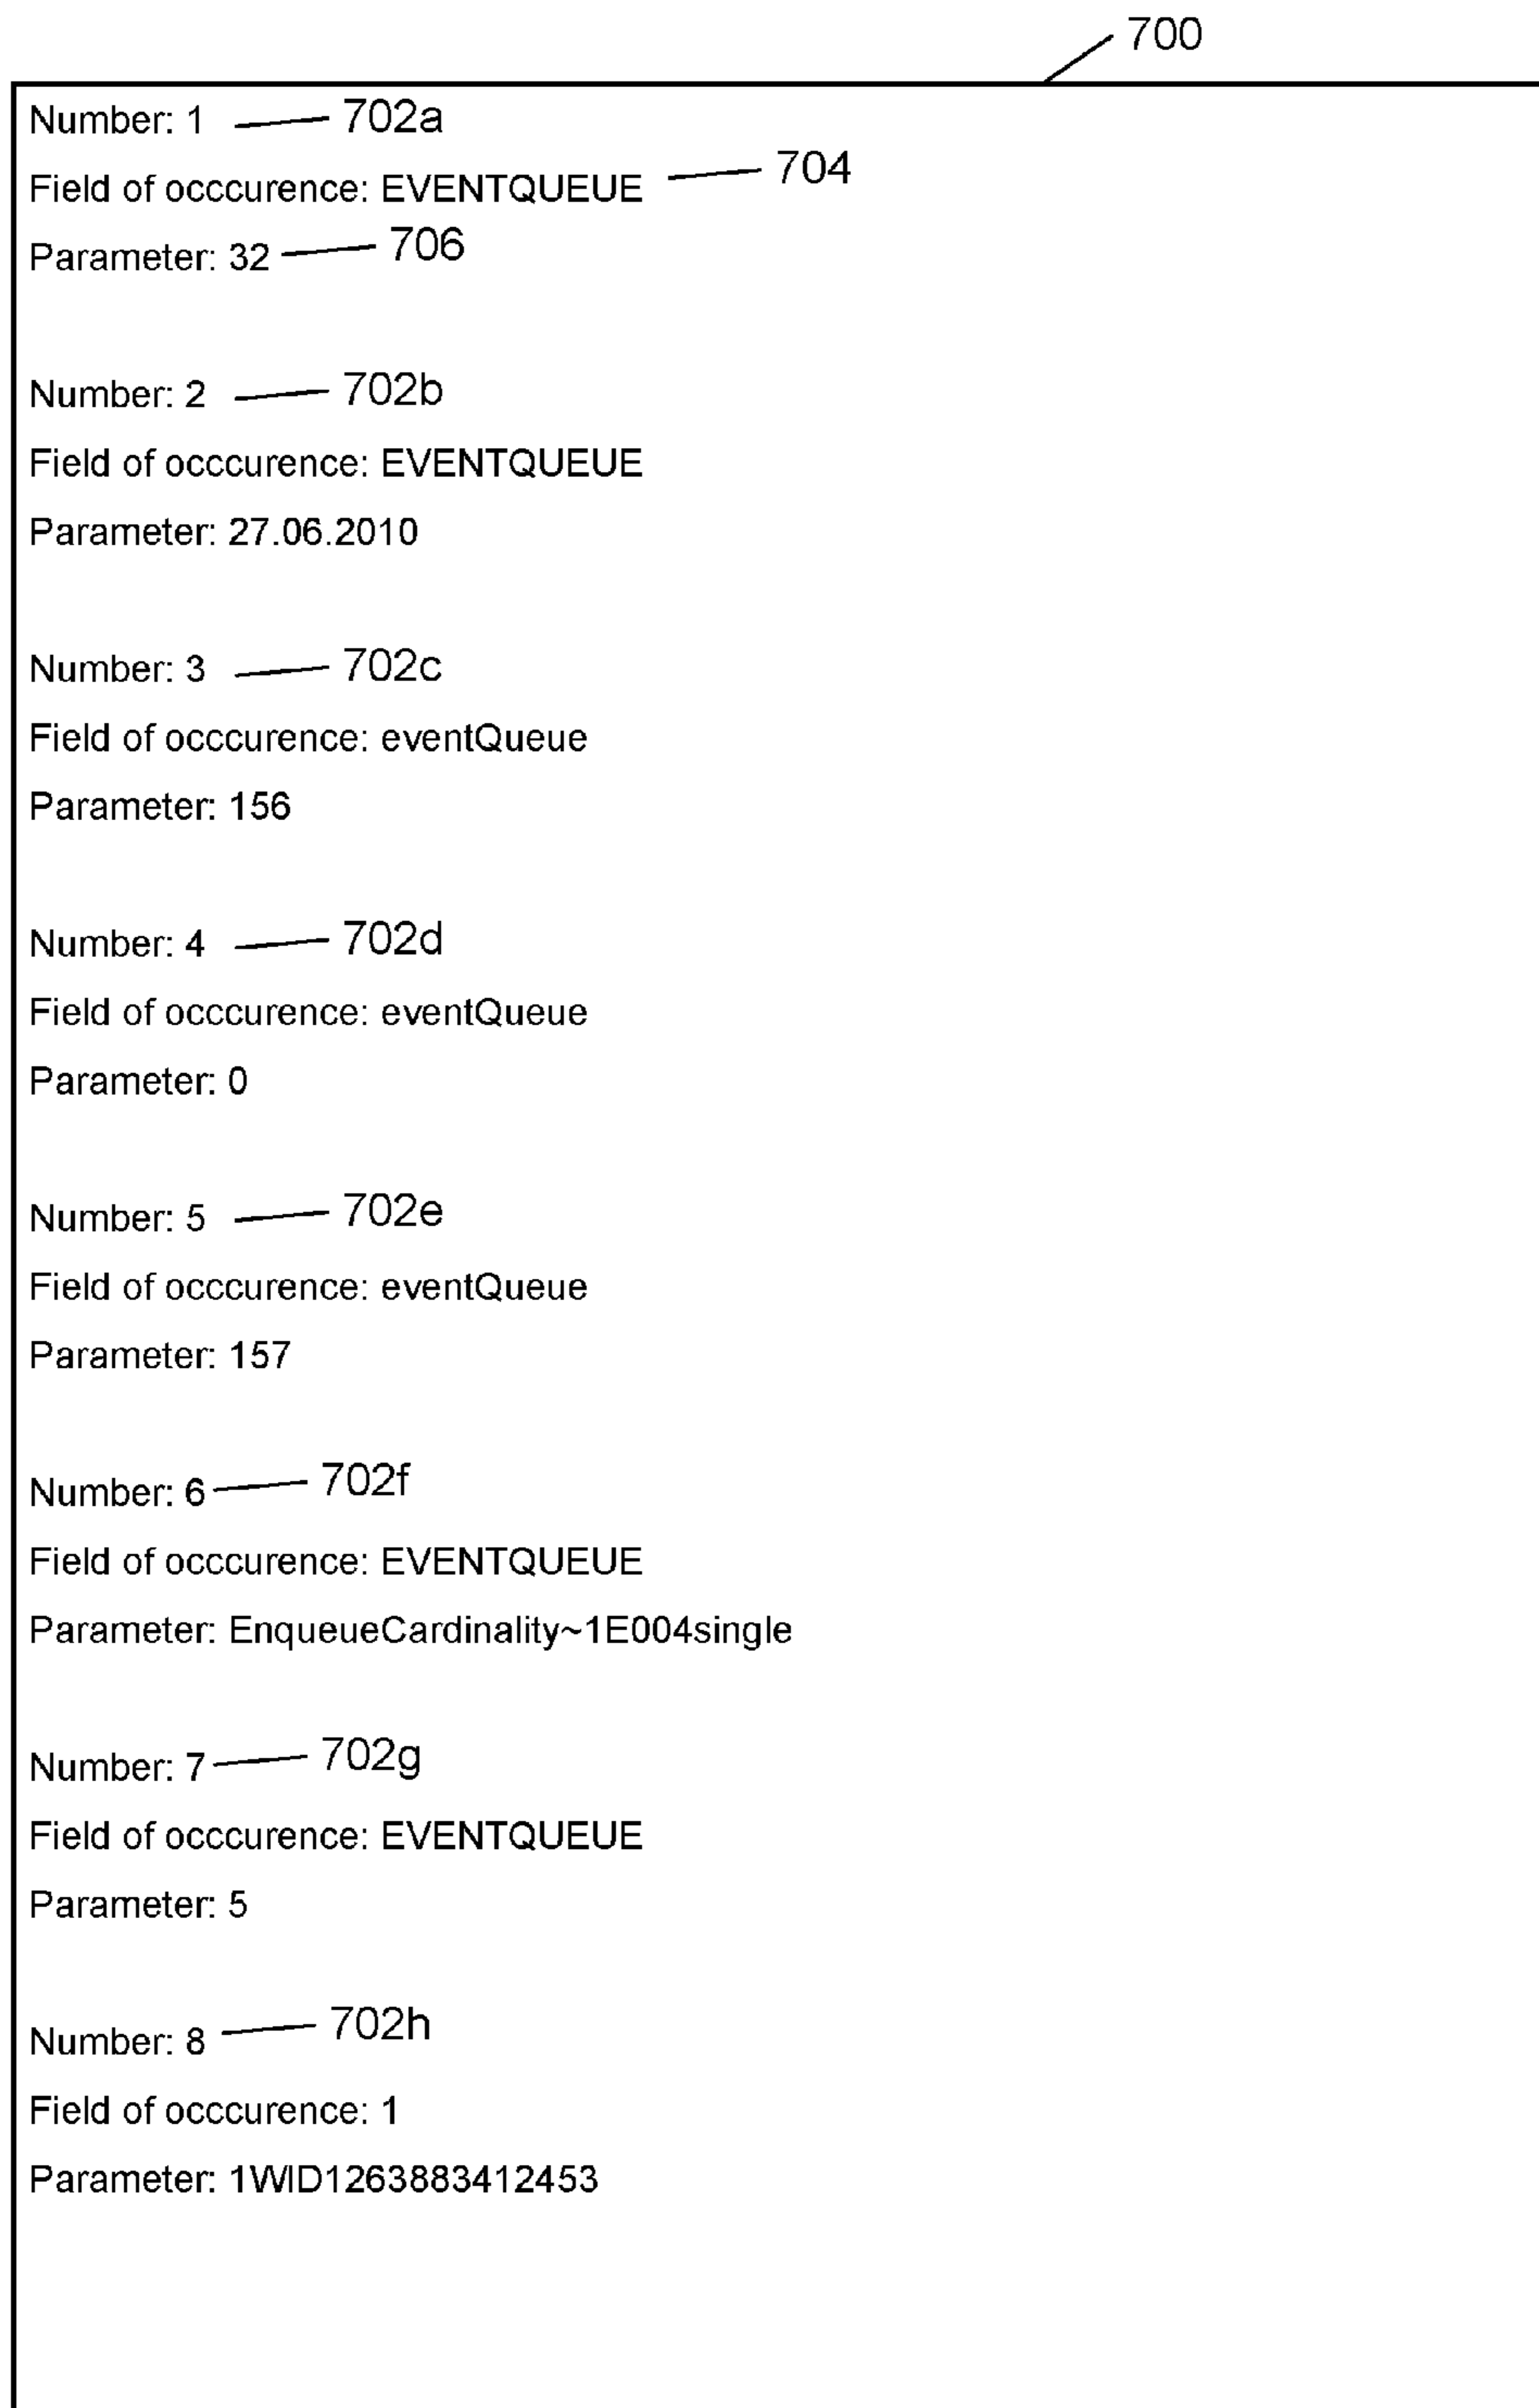 700
Number: 1 702a
Field of occcurence: EVENTQUEUE 704
Parameter: 32 706
Number: 2 702b
Field of occcurence: EVENTQUEUE
Parameter: 27.06.2010
Number: 3 702c
Field of occcurence: eventQueue
Parameter: 156
Number: 4 702d
Field of occcurence: eventQueue
Parameter: 0
Number: 5 702e
Field of occcurence: eventQueue
Parameter: 157
Number: 6 702f
Field of occcurence: EVENTQUEUE
Parameter: EnqueueCardinality~1E004single
Number: 7 702g
Field of occcurence: EVENTQUEUE
Parameter: 5
Number: 8 702h
Field of occcurence: 1
Parameter: 1WID1263883412453